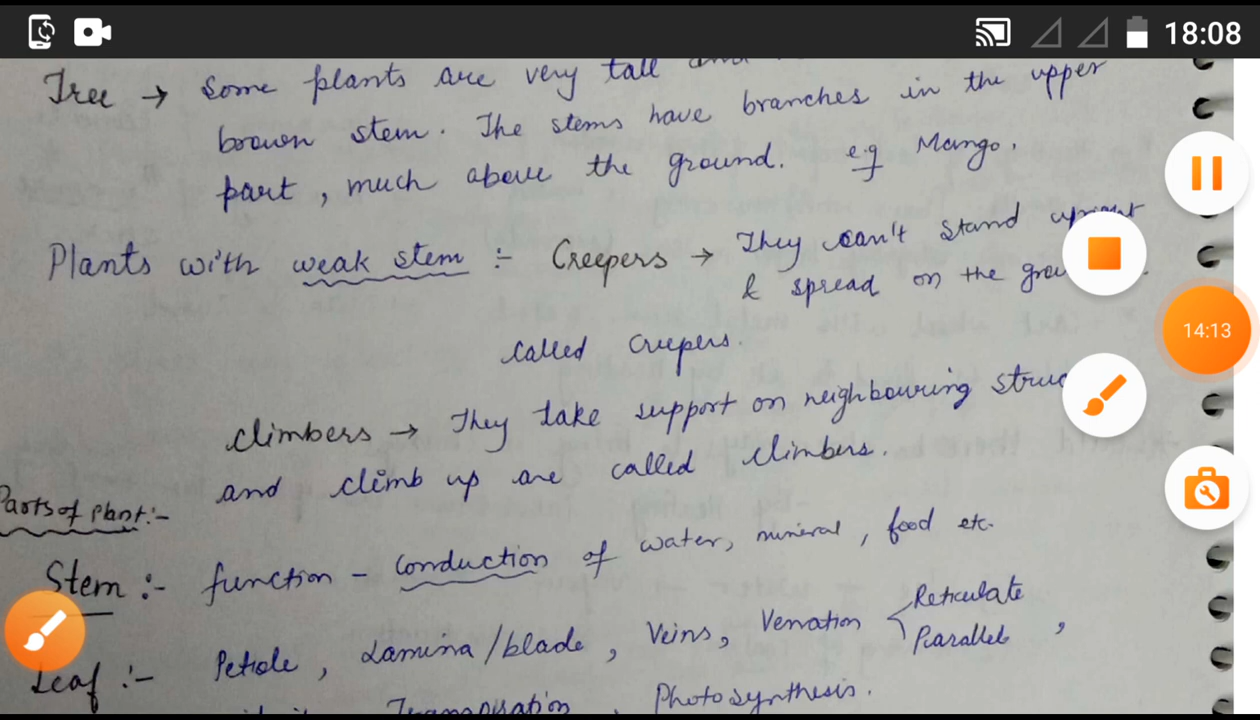 18:08
Tree → Some plants are very tall and
brown stem. The stems have branches in the upper
part, much above the ground. e.g Mango.
Plants with weak stem :- Creepers → They can't stand upright
& spread on the
called creepers.
climbers → They take support on neighbouring
and climb up are called climbers.
14:13
Parts of plant:-
Stem :- function - conduction of water, mineral, food etc.
Leaf :- Petiole, Lamina/blade, Veins, Venation Reticulate
Parallel,
Transpiration, Photosynthesis.